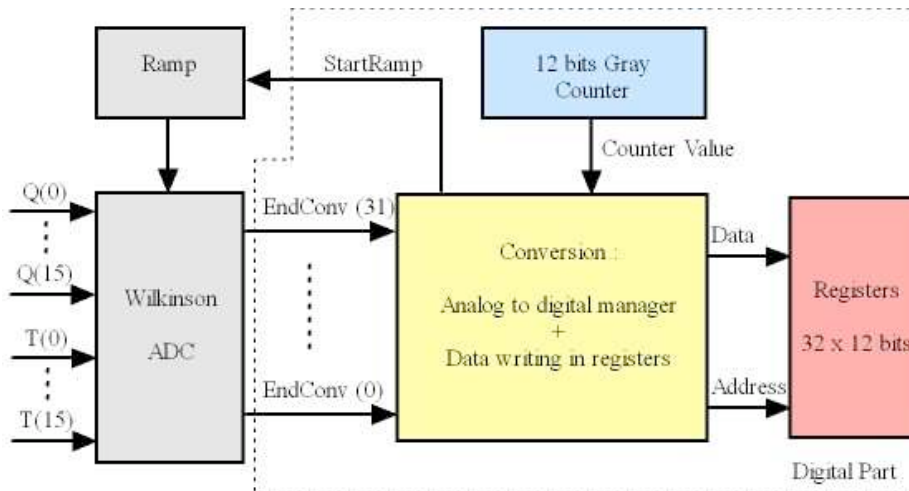 Ramp
StartRamp
12 bits Gray
Counter
Counter Value
Q(0)
Q(15)
T(0)
T(15)
Wilkinson
ADC
EndConv (31)
EndConv (0)
Conversion :
Analog to digital manager
+
Data writing in registers
Data
Address
Registers
32 x 12 bits
Digital Part